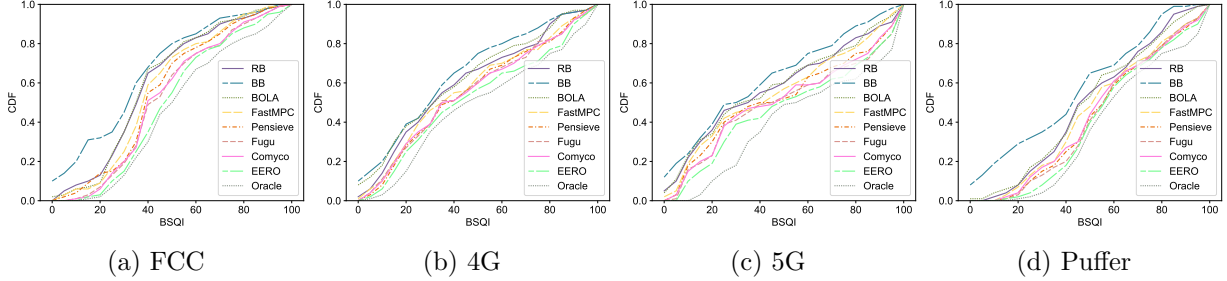 1.0
0.8
0.6
0.4
0.2
0.0
CDF
RB
BB
BOLA
FastMPC
Pensieve
Fugu
Comyco
EERO
Oracle
0 20 40 60 80 100
BSQI
(a) FCC
1.0
0.8
0.6
0.4
0.2
0.0
CDF
RB
BB
BOLA
FastMPC
Pensieve
Fugu
Comyco
EERO
Oracle
0 20 40 60 80 100
BSQI
(b) 4G
1.0
0.8
0.6
0.4
0.2
0.0
CDF
RB
BB
BOLA
FastMPC
Pensieve
Fugu
Comyco
EERO
Oracle
0 20 40 60 80 100
BSQI
(c) 5G
1.0
0.8
0.6
0.4
0.2
0.0
CDF
RB
BB
BOLA
FastMPC
Pensieve
Fugu
Comyco
EERO
Oracle
0 20 40 60 80 100
BSQI
(d) Puffer